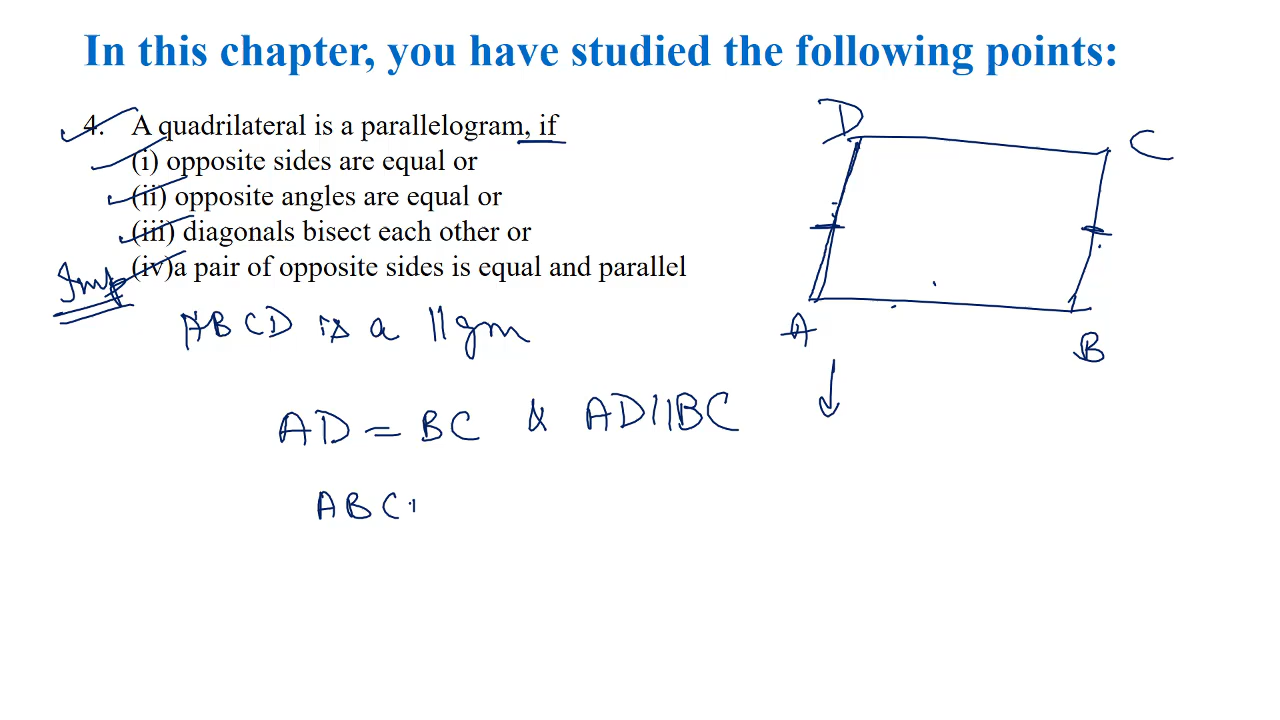 In this chapter, you have studied the following points:
4. A quadrilateral is a parallelogram, if
(i) opposite sides are equal or
(ii) opposite angles are equal or
(iii) diagonals bisect each other or
(iv)a pair of opposite sides is equal and parallel
Imp
ABCD is a ||gm
AD = BC & AD||BC
ABC
D
C
A
B